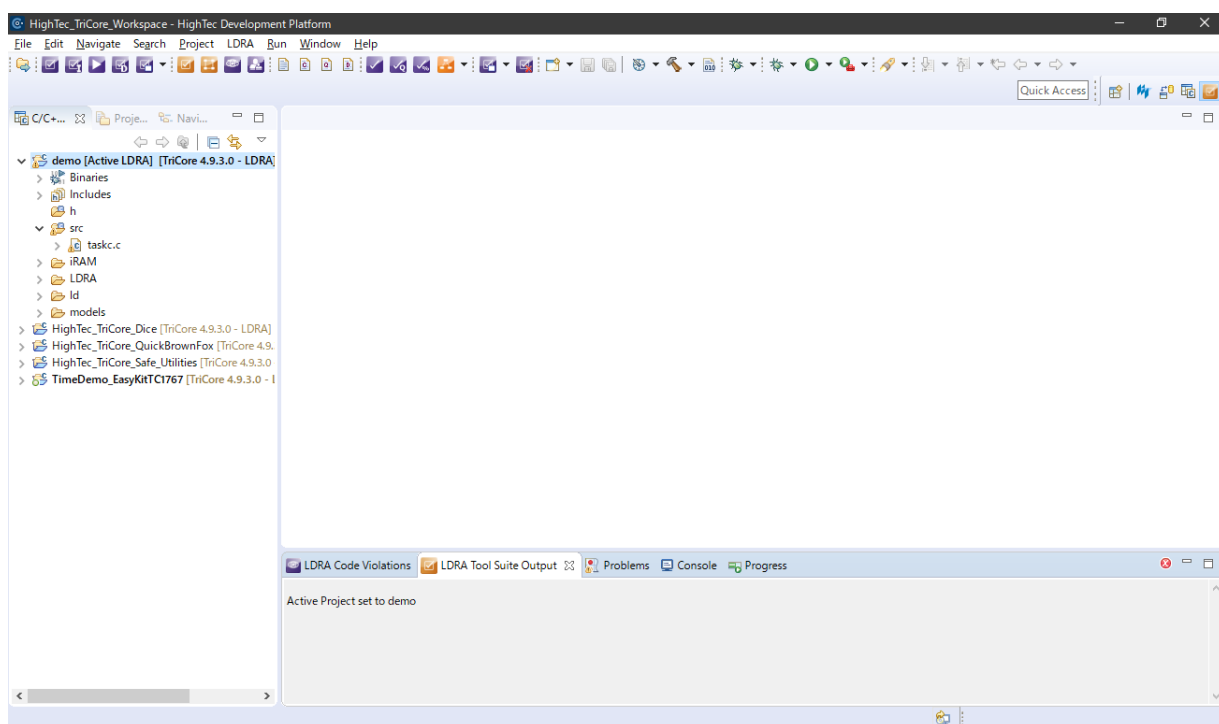 HighTec_TriCore_Workspace - HighTec Development Platform
File Edit Navigate Search Project LDRA Run Window Help
Quick Access
C/C+... Proje... Navi...
demo [Active LDRA] [TriCore 4.9.3.0 - LDRA]
Binaries
Includes
h
src
taskc.c
iRAM
LDRA
ld
models
HighTec_TriCore_Dice [TriCore 4.9.3.0 - LDRA]
HighTec_TriCore_QuickBrownFox [TriCore 4.9.
HighTec_TriCore_Safe_Utilities [TriCore 4.9.3.0
TimeDemo_EasyKitTC1767 [TriCore 4.9.3.0 -
LDRA Code Violations LDRA Tool Suite Output Problems Console Progress
Active Project set to demo